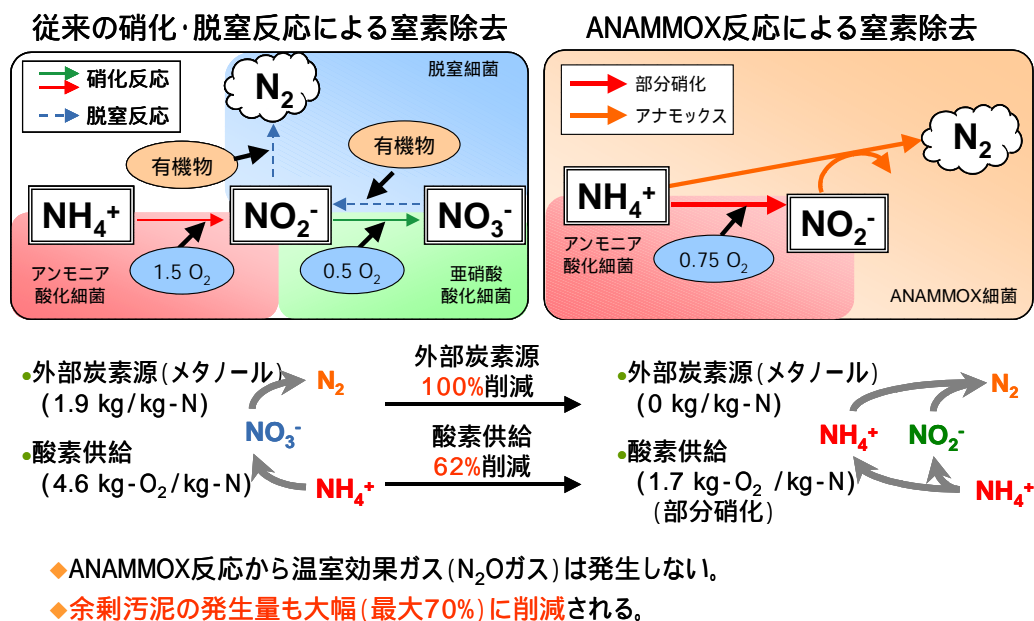 従来の硝化･脱窒反応による窒素除去
硝化反応
脱窒反応
脱窒細菌
N₂
有機物
有機物
NH₄⁺
NO₂⁻
NO₃⁻
1.5 O₂
0.5 O₂
アンモニア
酸化細菌
亜硝酸
酸化細菌
ANAMMOX反応による窒素除去
部分硝化
アナモックス
N₂
NH₄⁺
NO₂⁻
アンモニア
酸化細菌
0.75 O₂
ANAMMOX細菌
•外部炭素源(メタノール)
(1.9 kg/kg-N)
•酸素供給
(4.6 kg-O₂/kg-N)
N₂
NO₃⁻
NH₄⁺
外部炭素源
100%削減
酸素供給
62%削減
•外部炭素源(メタノール)
(0 kg/kg-N)
•酸素供給
(1.7 kg-O₂ /kg-N)
(部分硝化)
N₂
NH₄⁺
NO₂⁻
NH₄⁺
◆ANAMMOX反応から温室効果ガス(N₂Oガス)は発生しない。
◆余剰汚泥の発生量も大幅(最大70%)に削減される。